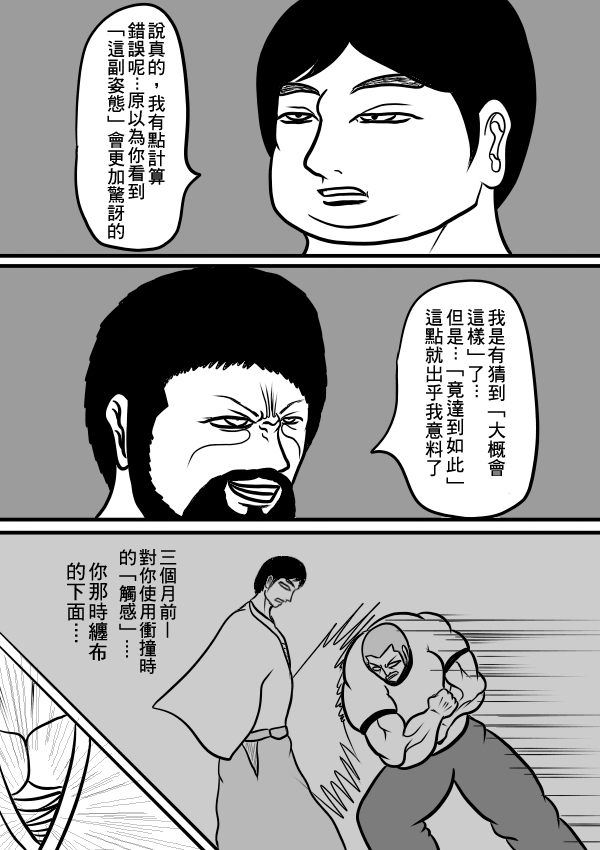 說真的，我有點計算
錯誤呢…原以為你看到
「這副姿態」會更加驚訝的
我是有猜到「大概會
這樣」了…
但是…「竟達到如此」
這點就出乎我意料了
三個月前—
對你使用衝撞時
的「觸感」…
你那時纏布
的下面…